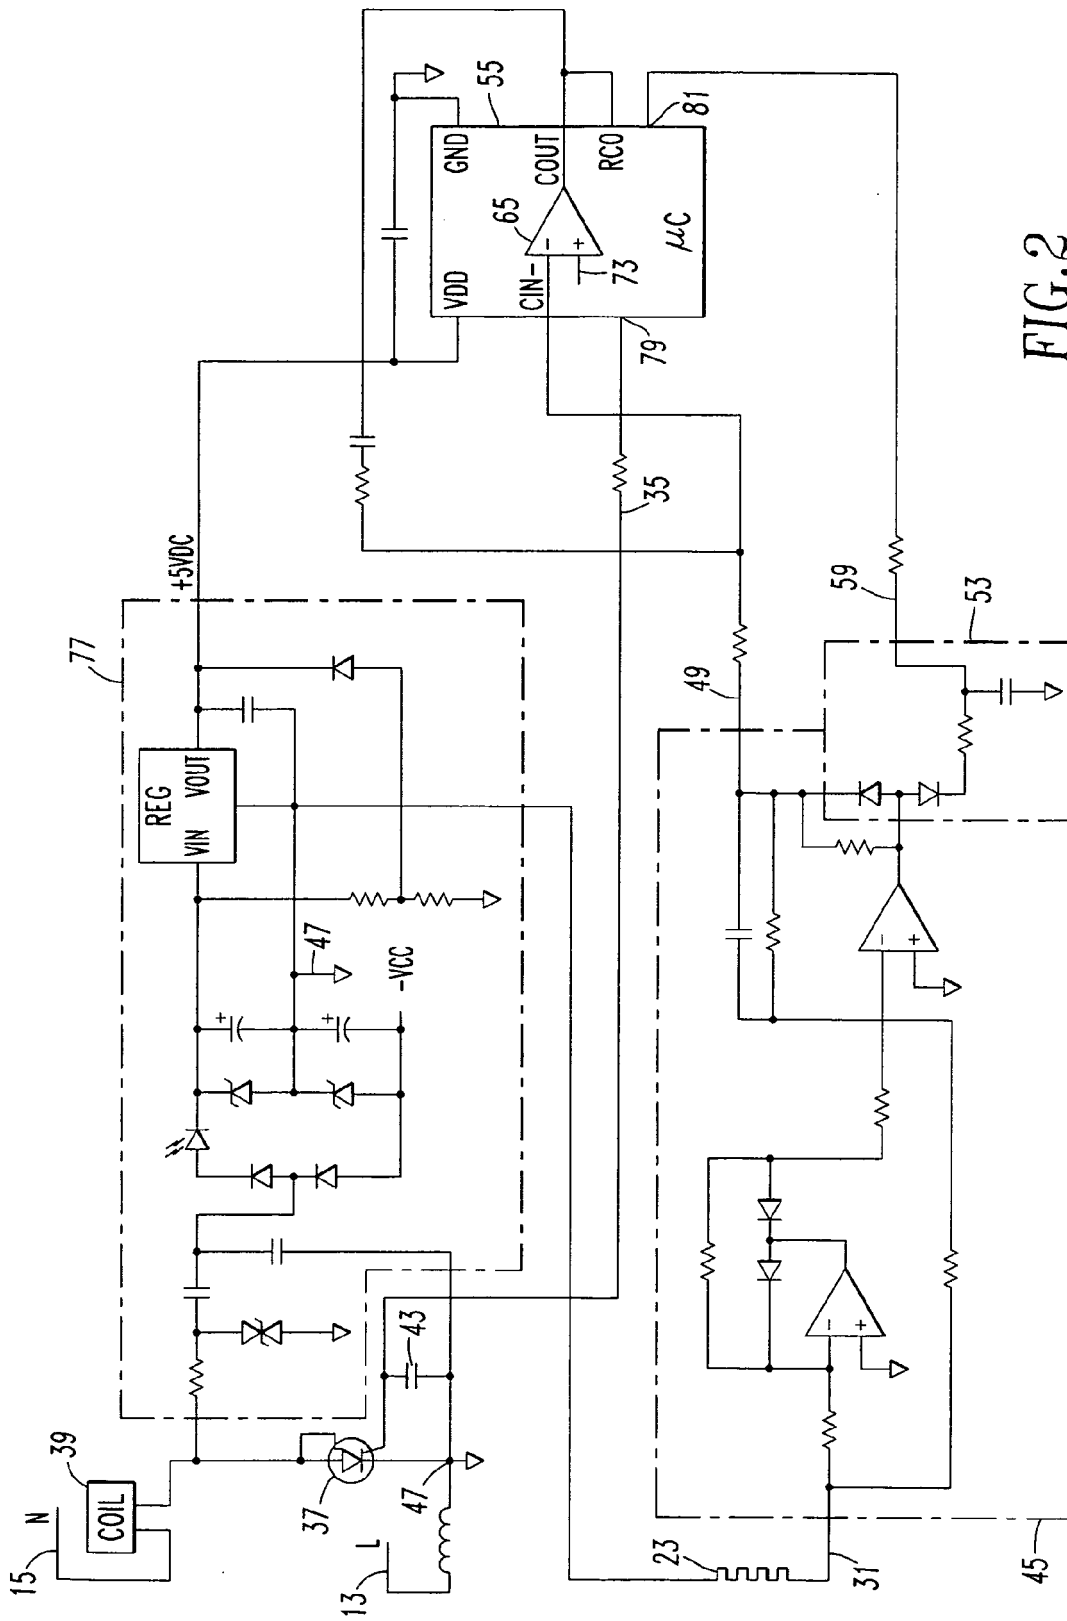 15
N
39
COIL
77
REG
VIN
VOUT
+5VDC
47
-VCC
37
43
47
L
13
35
VDD
GND
55
65
CIN-
-
+
73
COUT
RCO
μC
79
81
23
31
45
49
59
53
-
+
-
+
+
+
FIG.2